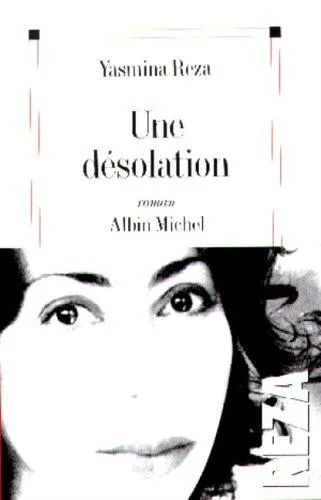 Yasmina Reza
Une
désolation
roman
Albin Michel
REZA